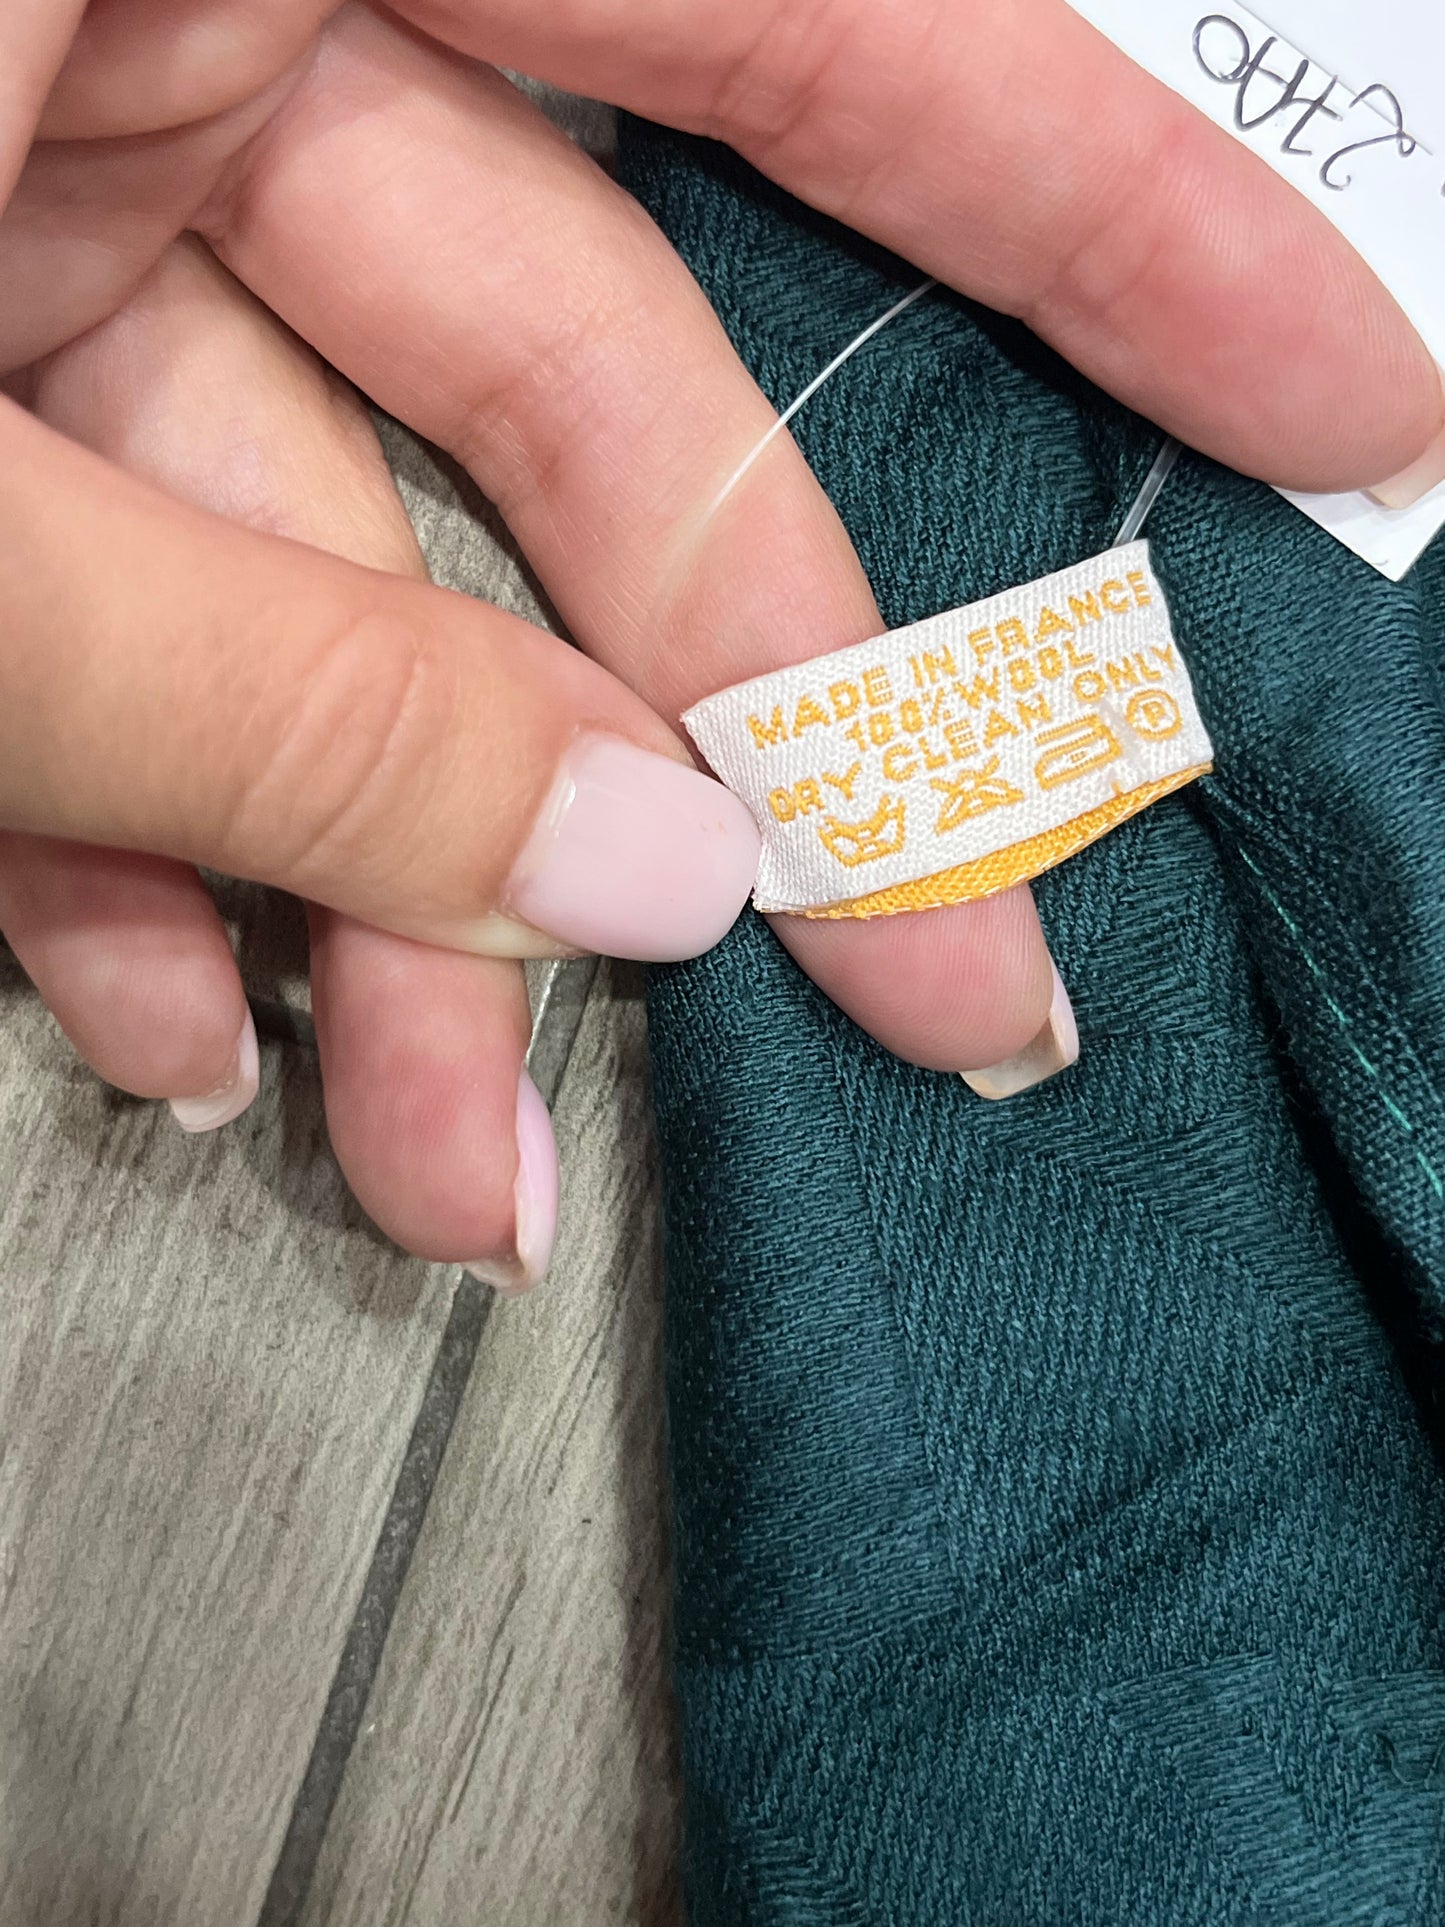 MADE IN FRANCE
100% WOOL
DRY CLEAN ONLY
P